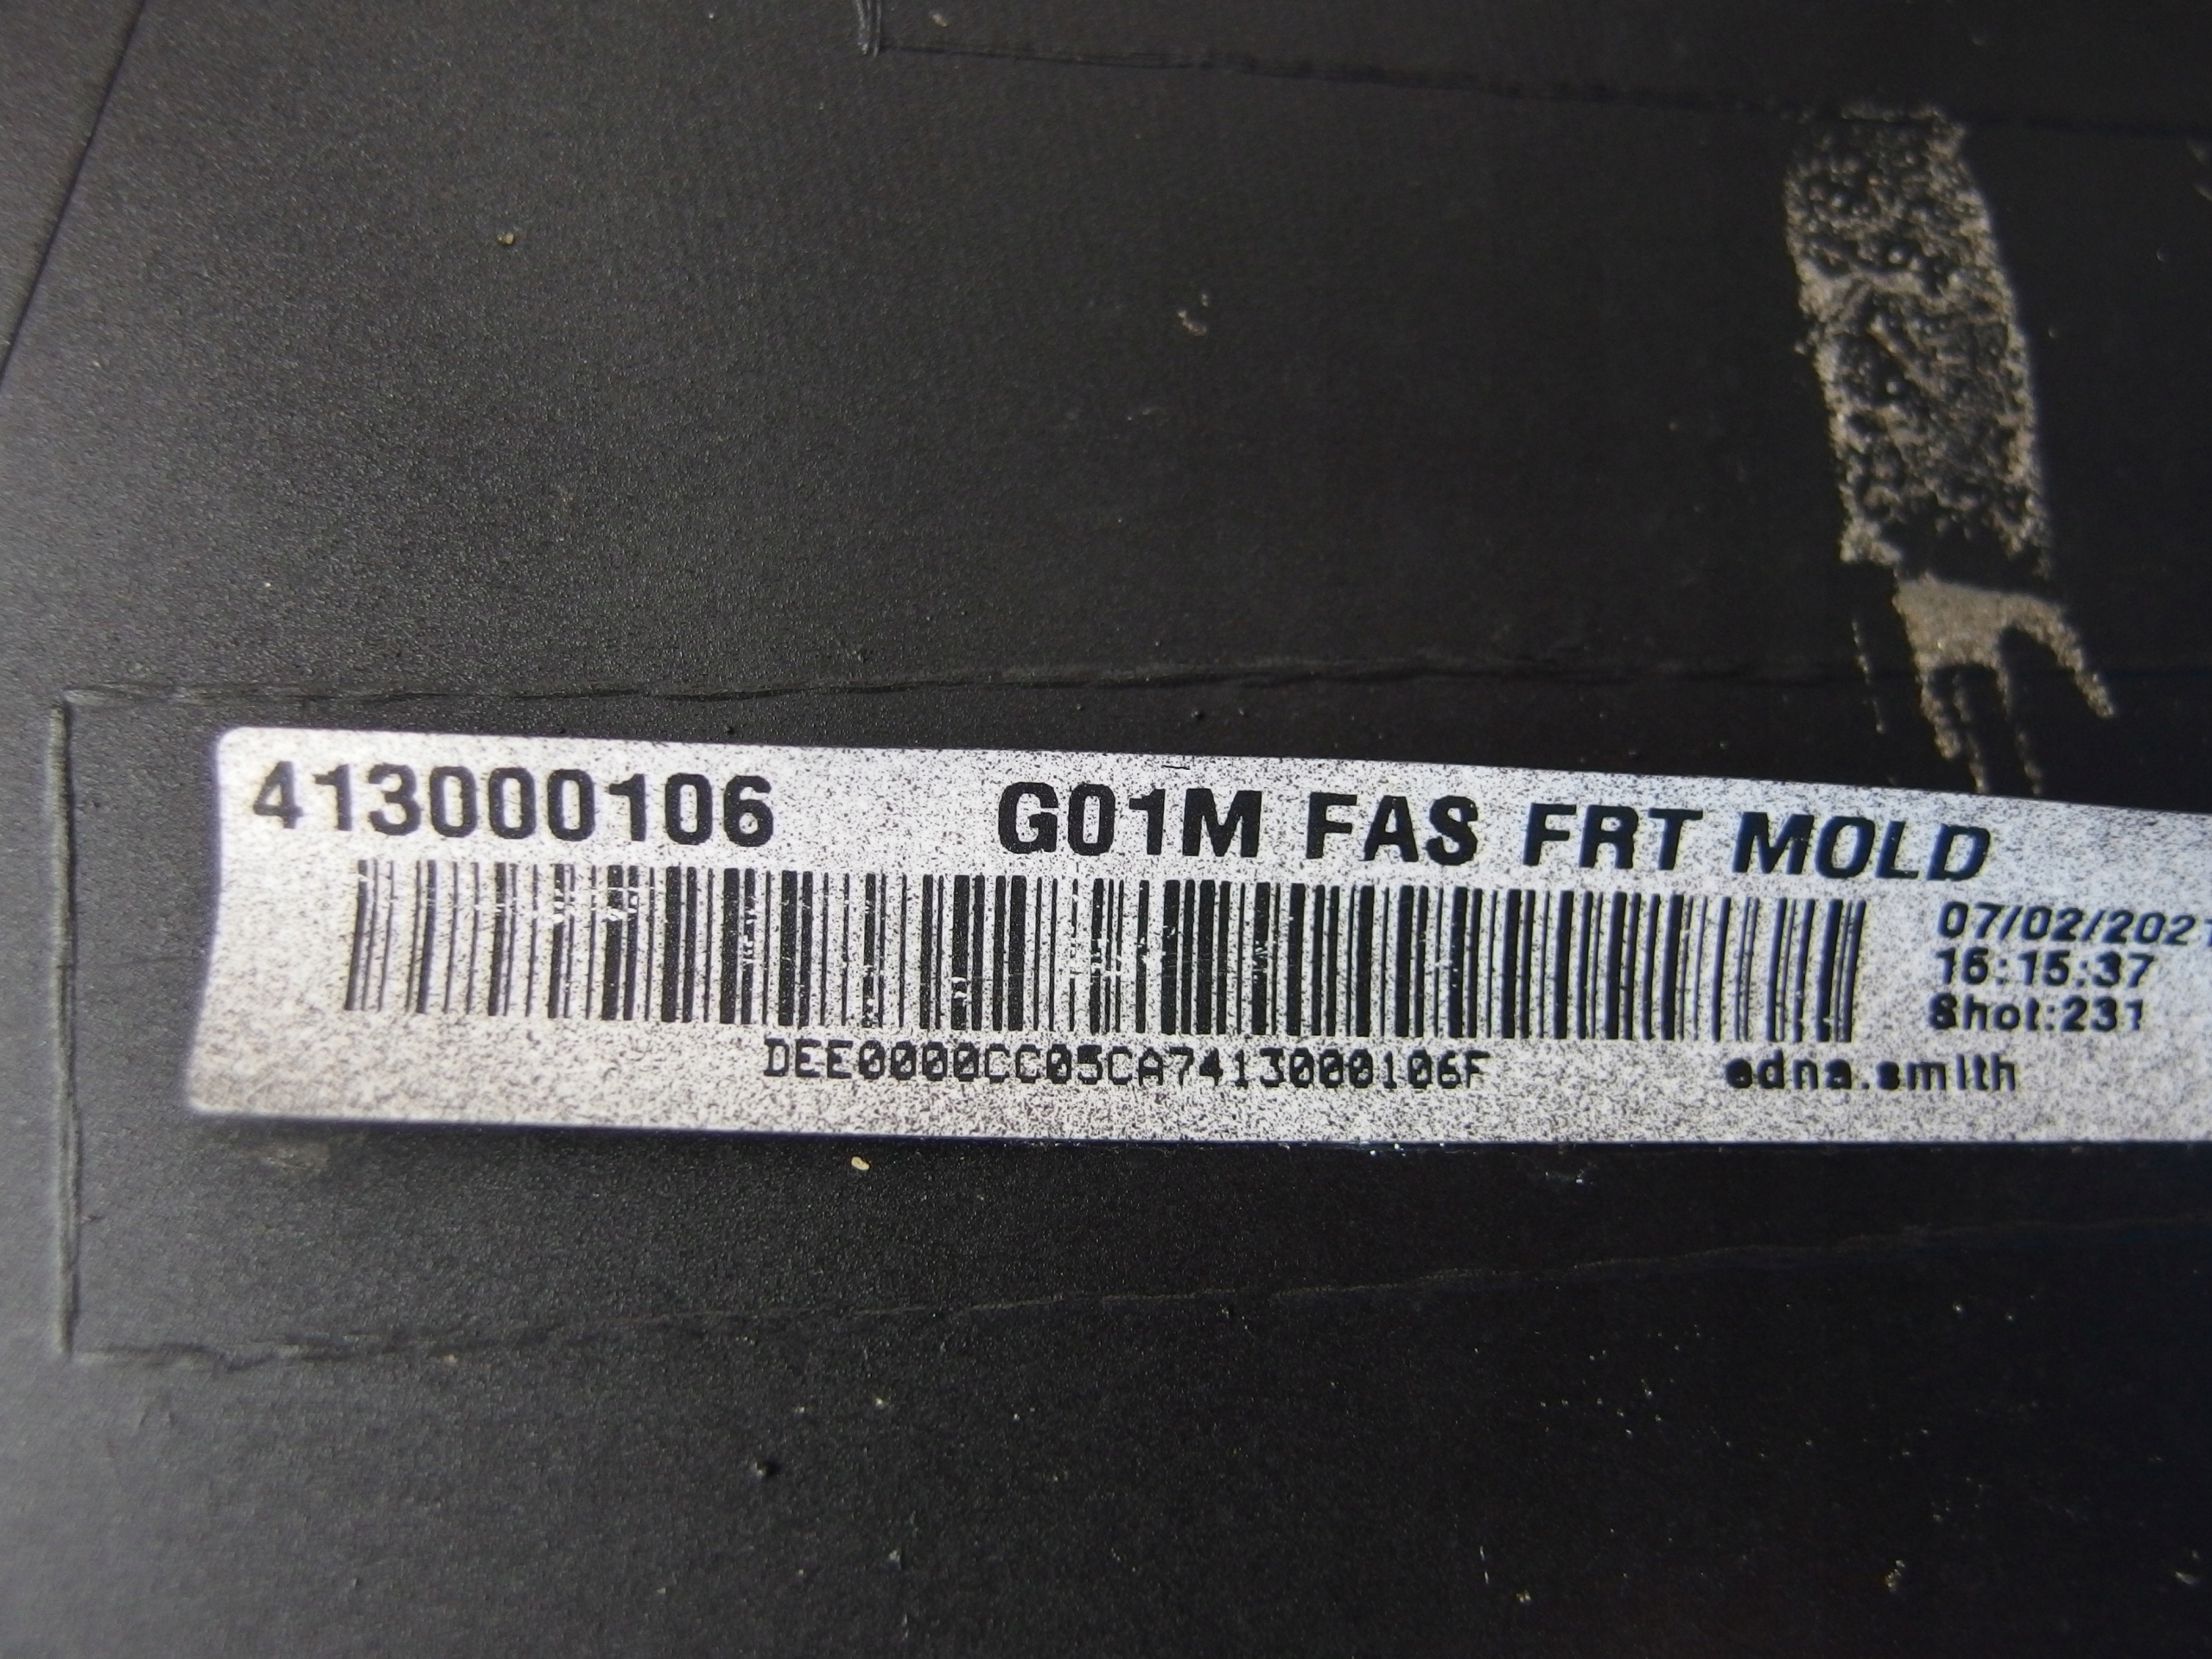 413000106 G01M FAS FRT MOLD
07/02/2021
15:15:37
Shot:231
DEE0000CC05CA7413000106F edna.smith